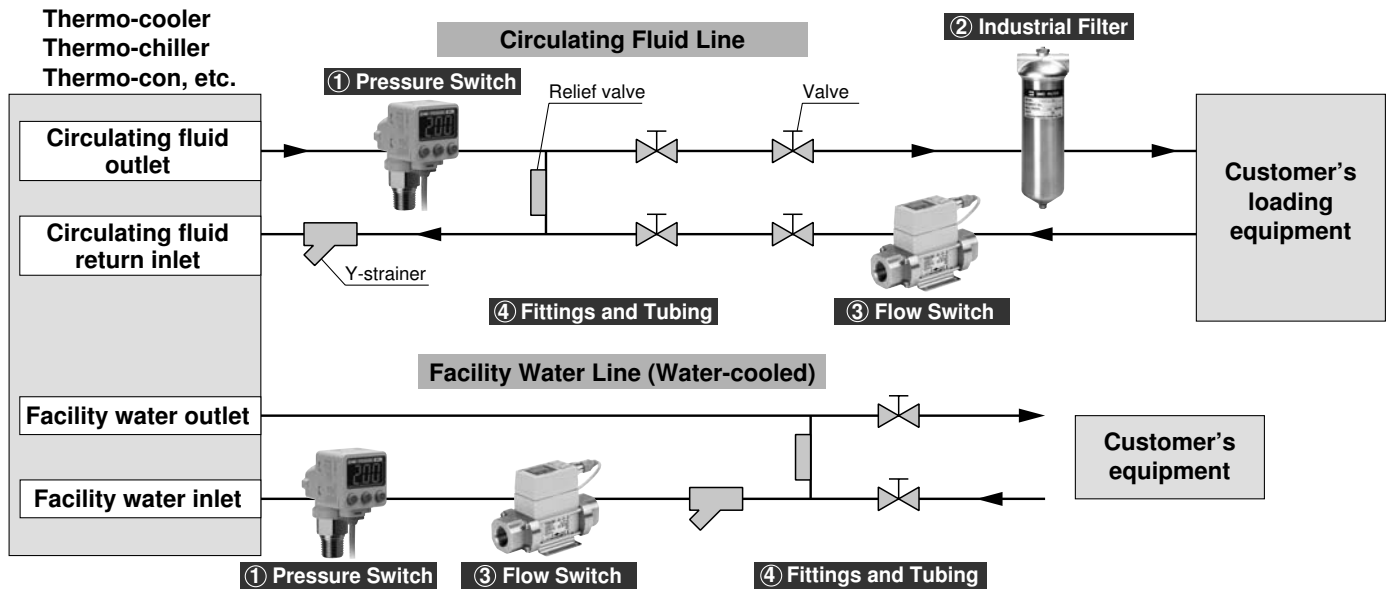 Thermo-cooler
Thermo-chiller
Thermo-con, etc.
Circulating Fluid Line
② Industrial Filter
① Pressure Switch
Relief valve
Valve
200
Circulating fluid
outlet
Customer’s
loading
equipment
Circulating fluid
return inlet
Y-strainer
④ Fittings and Tubing
③ Flow Switch
Facility Water Line (Water-cooled)
Facility water outlet
Customer’s
equipment
200
Facility water inlet
① Pressure Switch
③ Flow Switch
④ Fittings and Tubing